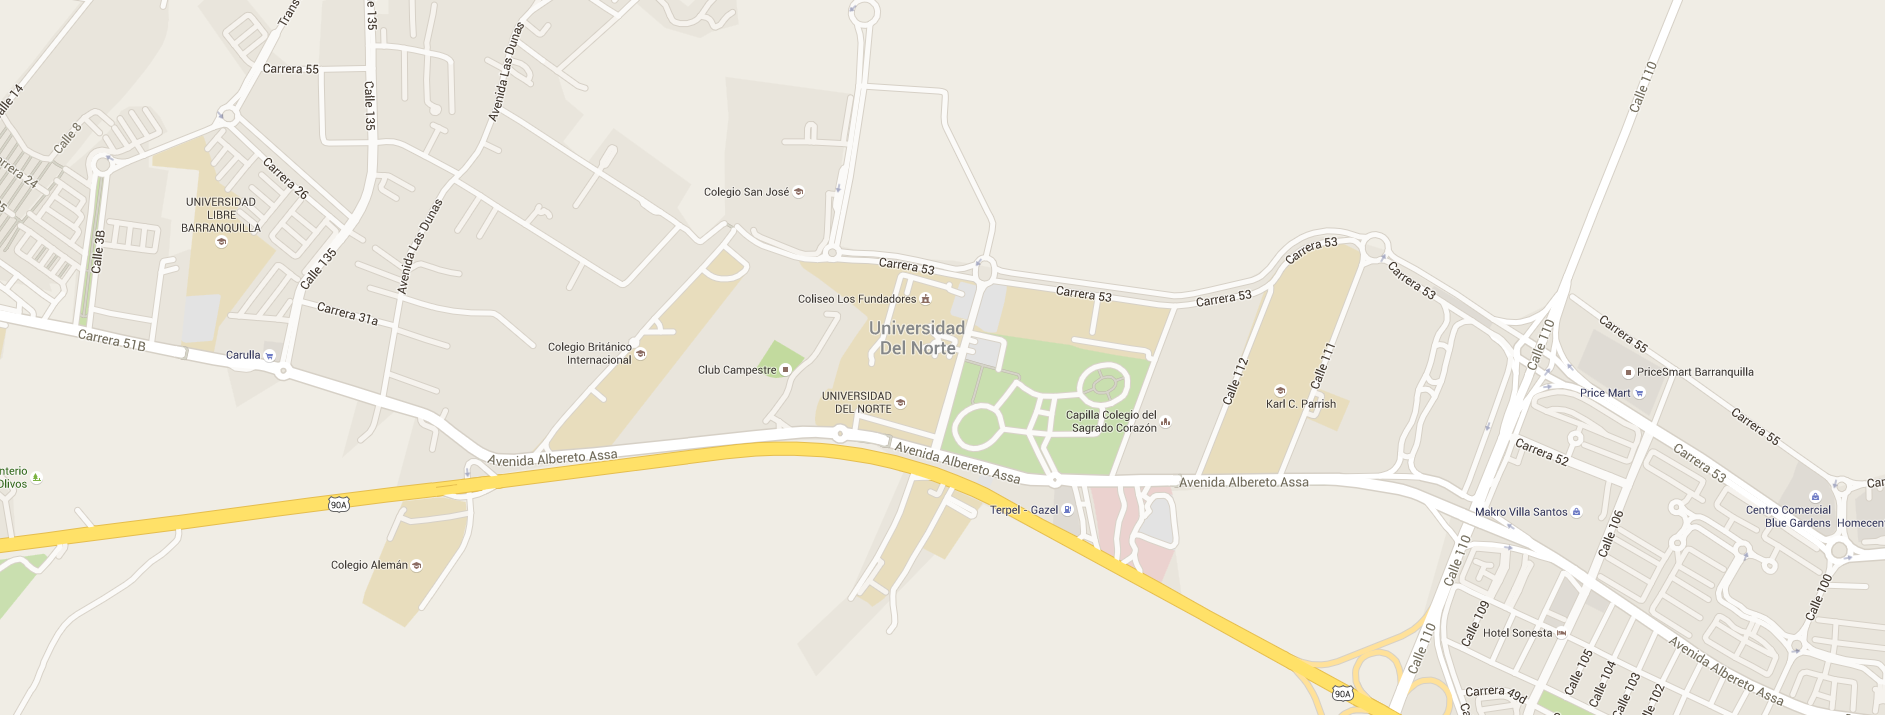 Calle 135
Carrera 55
Calle 14
Calle 8
Calle 135
Avenida Las Dunas
Calle 110
Carrera 24
Carrera 26
UNIVERSIDAD
LIBRE
BARRANQUILLA
Colegio San José
Calle 3B
Avenida Las Dunas
Calle 135
Carrera 53
Carrera 53
Carrera 53
Carrera 53
Carrera 53
Coliseo Los Fundadores
Carrera 31a
Universidad
Del Norte
Carrera 51B
Carulla
Colegio Británico
Internacional
Club Campestre
UNIVERSIDAD
DEL NORTE
Capilla Colegio del
Sagrado Corazón
Calle 112
Calle 111
Karl C. Parrish
Calle 110
Carrera 55
PriceSmart Barranquilla
Price Mart
Carrera 55
Carrera 52
Carrera 53
Avenida Albereto Assa
Avenida Albereto Assa
Avenida Albereto Assa
Olivos
90A
Terpel - Gazel
Makro Villa Santos
Centro Comercial
Blue Gardens
Calle 106
Colegio Alemán
Calle 110
Calle 100
Calle 109
Hotel Sonesta
Calle 110
Calle 105
Calle 104
Calle 103
Calle 102
Avenida Albereto Assa
Carrera 49d
90A